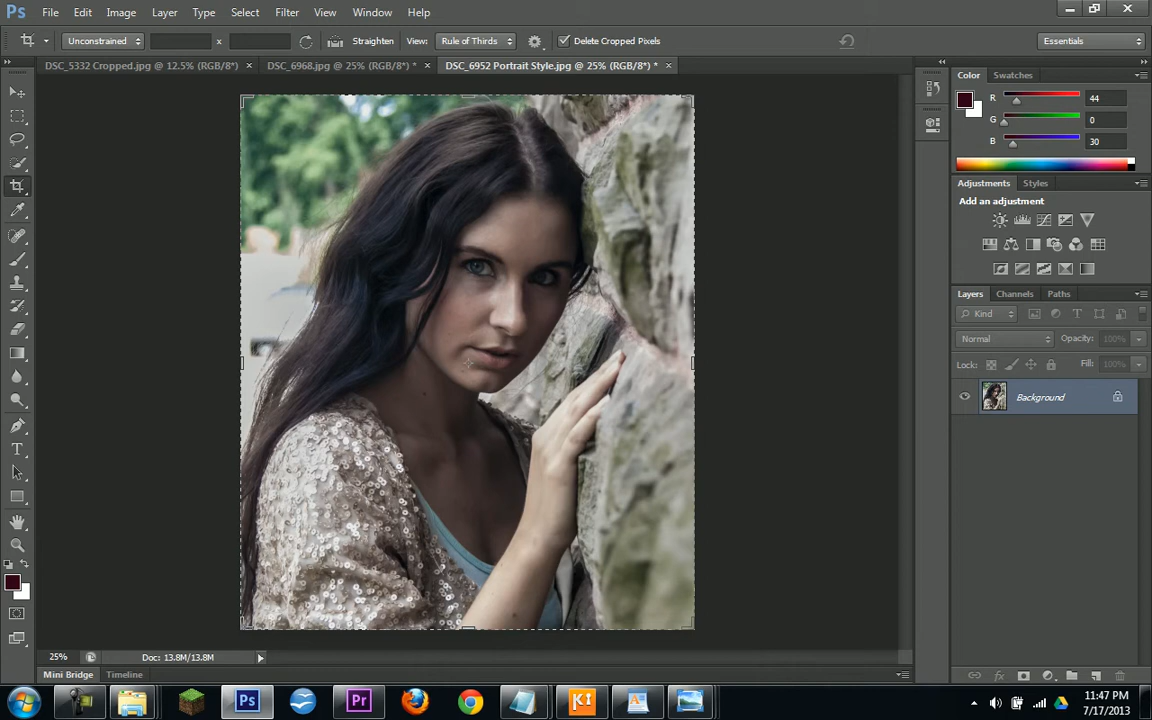 Ps File Edit Image Layer Type Select Filter View Window Help
Unconstrained x Straighten View: Rule of Thirds Delete Cropped Pixels Essentials
DSC_5332 Cropped.jpg @ 12.5% (RGB/8*) × DSC_6968.jpg @ 25% (RGB/8*) * × DSC_6952 Portrait Style.jpg @ 25% (RGB/8*) * ×
Color Swatches
R 44
G 0
B 30
Adjustments Styles
Add an adjustment
Layers Channels Paths
Kind
Normal Opacity: 100%
Lock: Fill: 100%
Background
25% Doc: 13.8M/13.8M
Mini Bridge Timeline
Ps Pr Ki 11:47 PM
7/17/2013